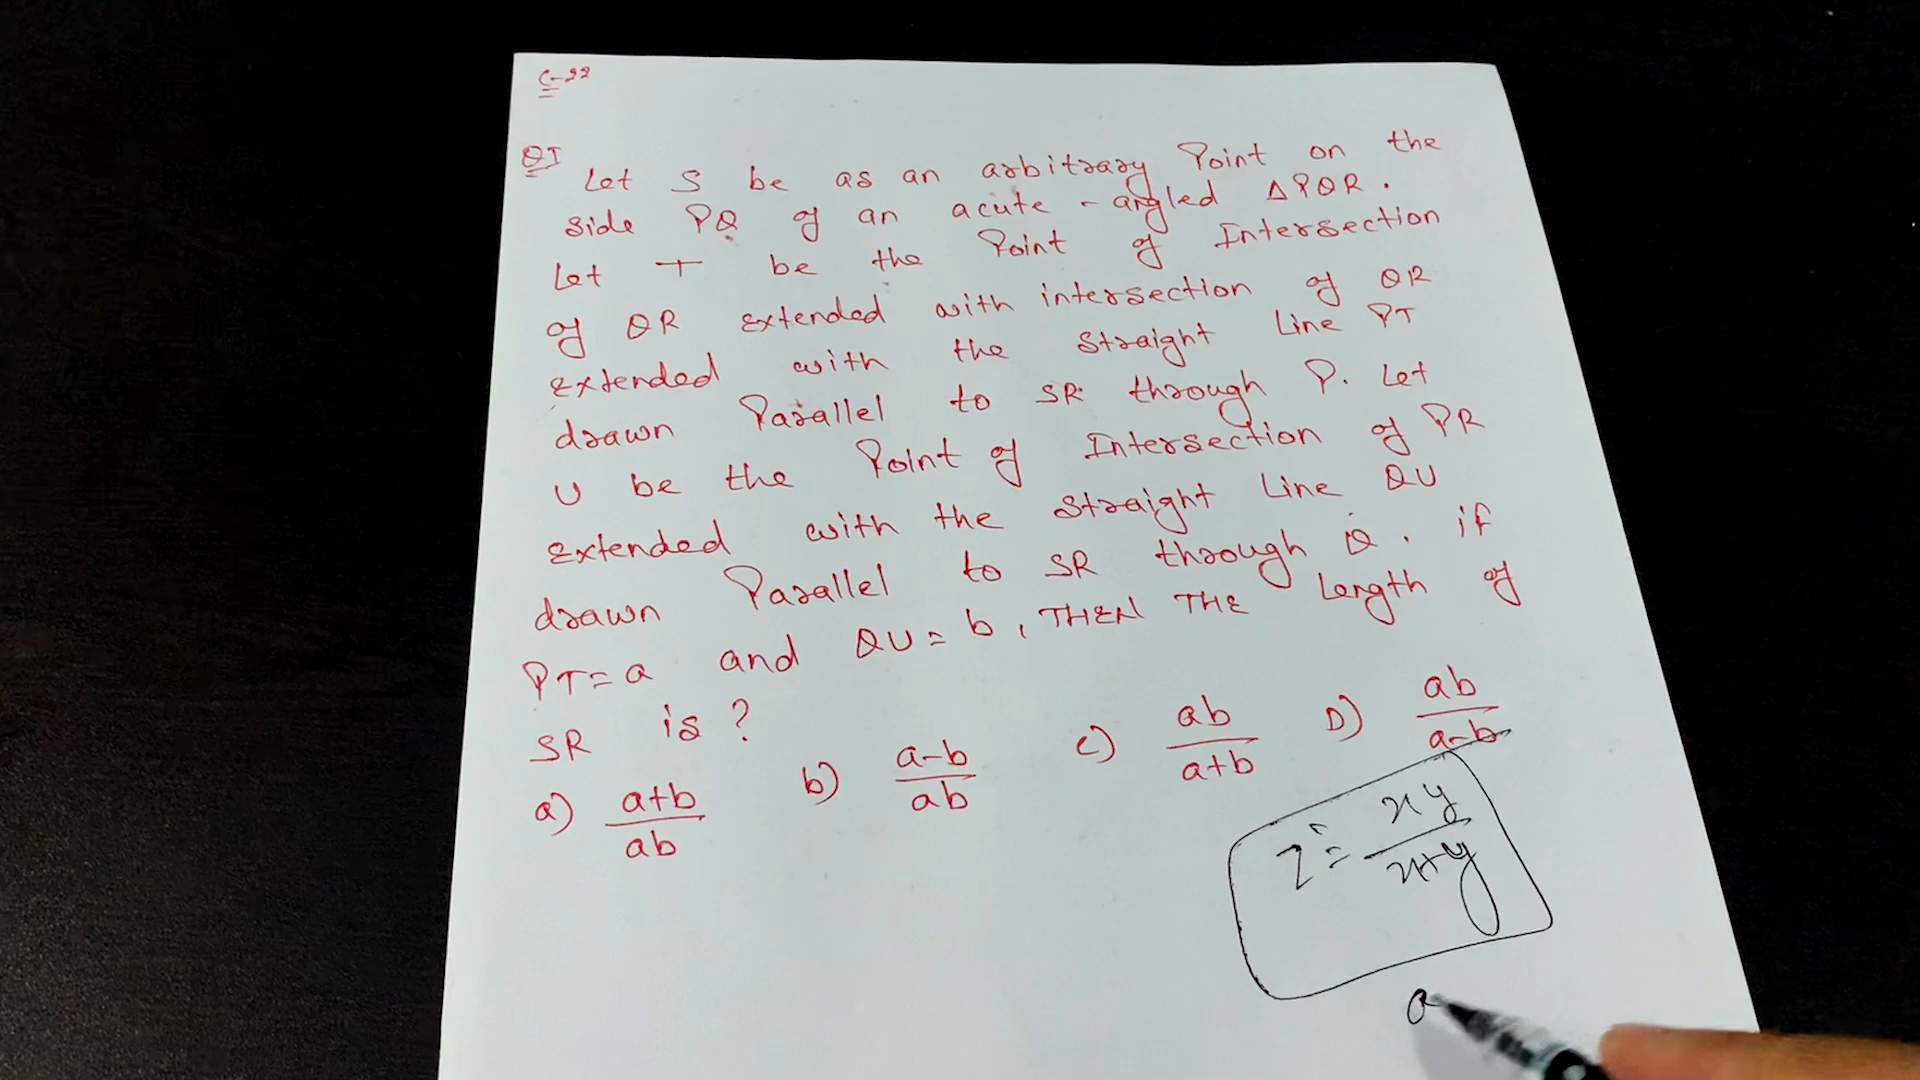 C-22
QI
Let S be as an arbitrary Point on the
side PQ of an acute-angled △PQR.
Let T be the Point of Intersection
of QR extended with intersection of QR
extended with the straight Line PT
drawn Parallel to SR through P. Let
U be the Point of Intersection of PR
extended with the straight Line QU
drawn Parallel to SR through Q. if
PT=a and QU=b, THEN THE Length of
SR is ?
a) a+b/ab b) a-b/ab c) ab/a+b D) ab/a-b
z = xy/x+y
a